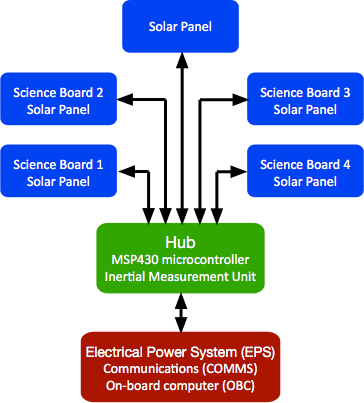 Solar Panel
Science Board 2
Solar Panel
Science Board 3
Solar Panel
Science Board 1
Solar Panel
Science Board 4
Solar Panel
Hub
MSP430 microcontroller
Inertial Measurement Unit
Electrical Power System (EPS)
Communications (COMMS)
On-board computer (OBC)